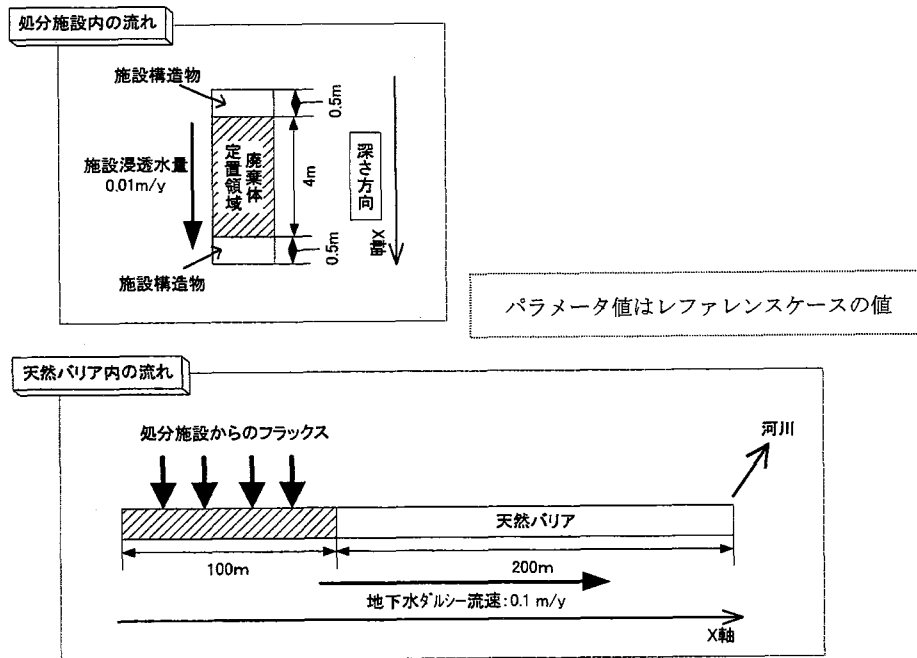 処分施設内の流れ
施設構造物
0.5m
施設浸透水量
0.01m/y
廃棄体
定置領域
4m
深さ方向
X軸
0.5m
施設構造物
パラメータ値はレファレンスケースの値
天然バリア内の流れ
処分施設からのフラックス
河川
天然バリア
100m
200m
地下水ダルシー流速:0.1 m/y
X軸